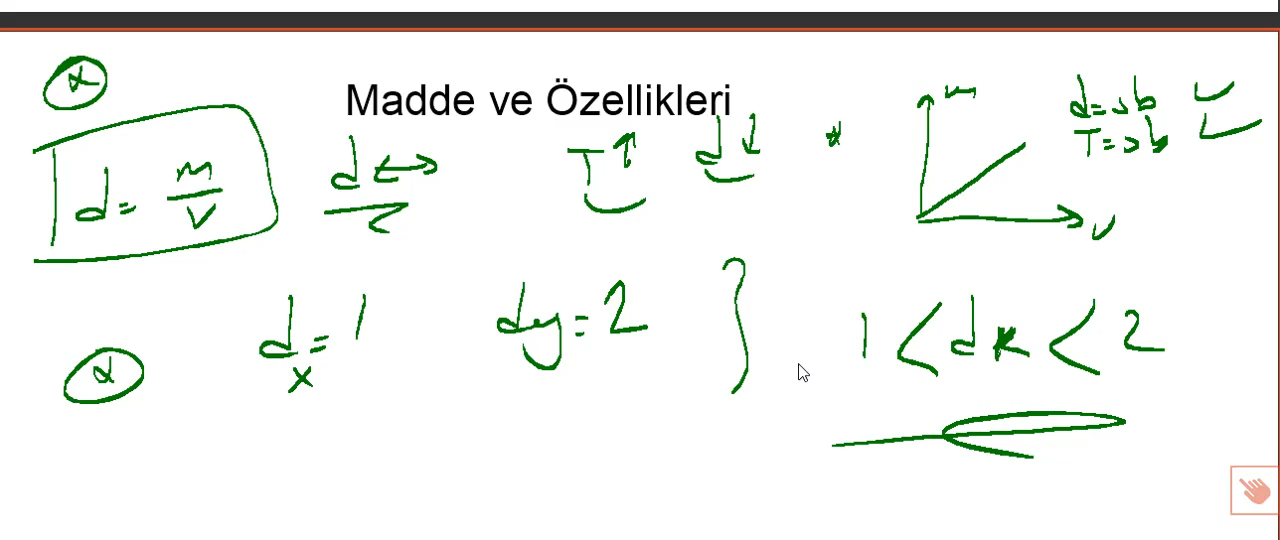 Madde ve Özellikleri
d = m/v
d ↔
T↑ d↓
m
v
d = sb
T = sb
dx = 1 dy = 2 } 1 < dk < 2